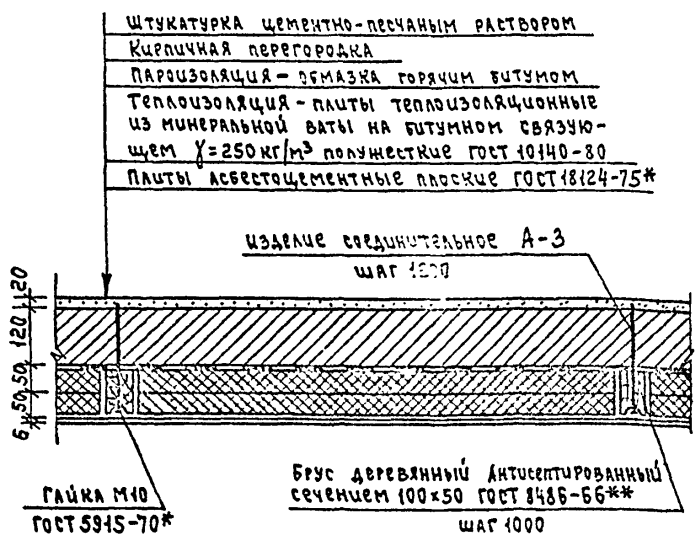 ШТУКАТУРКА ЦЕМЕНТНО-ПЕСЧАНЫМ РАСТВОРОМ
КИРПИЧНАЯ ПЕРЕГОРОДКА
ПАРОИЗОЛЯЦИЯ - ОБМАЗКА ГОРЯЧИМ БИТУМОМ
ТЕПЛОИЗОЛЯЦИЯ - ПЛИТЫ ТЕПЛОИЗОЛЯЦИОННЫЕ
ИЗ МИНЕРАЛЬНОЙ ВАТЫ НА БИТУМНОМ СВЯЗУЮ-
ЩЕМ γ=250 КГ/М³ ПОЛУЖЕСТКИЕ ГОСТ 10140-80
ПЛИТЫ АСБЕСТОЦЕМЕНТНЫЕ ПЛОСКИЕ ГОСТ 18124-75*
ИЗДЕЛИЕ СОЕДИНИТЕЛЬНОЕ А-3
ШАГ
20
120
50
50
6
ГАЙКА М10
ГОСТ 5915-70*
БРУС ДЕРЕВЯННЫЙ АНТИСЕПТИРОВАННЫЙ
СЕЧЕНИЕМ 100×50 ГОСТ 8486-66**
ШАГ 1000